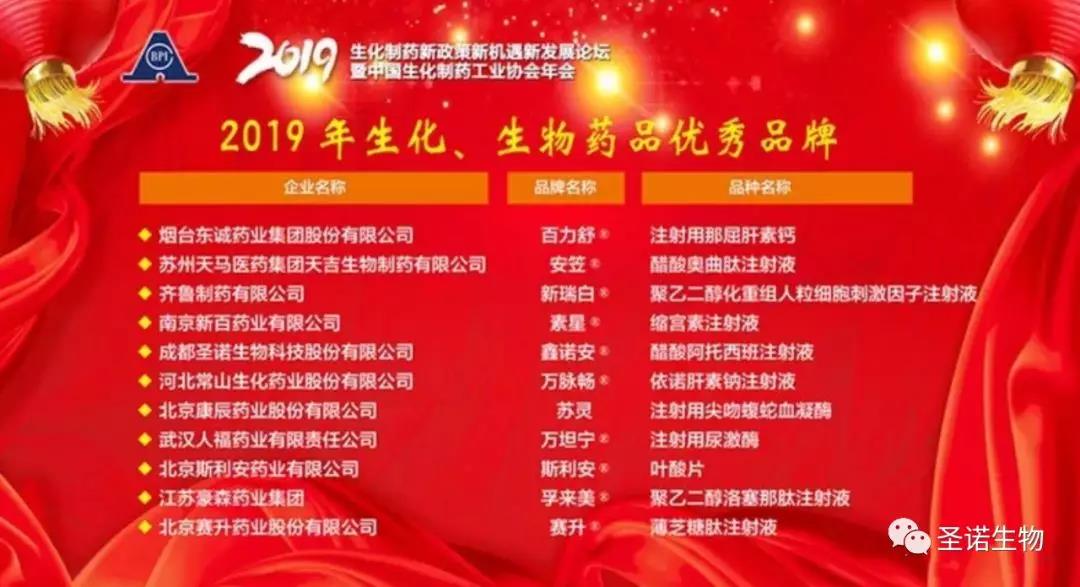 BPI
2019 生化制药新政策新机遇新发展论坛
暨中国生化制药工业协会年会
2019年生化、生物药品优秀品牌
企业名称 品牌名称 品种名称
烟台东诚药业集团股份有限公司 百力舒® 注射用那屈肝素钙
苏州天马医药集团天吉生物制药有限公司 安笠® 醋酸奥曲肽注射液
齐鲁制药有限公司 新瑞白® 聚乙二醇化重组人粒细胞刺激因子注射液
南京新百药业有限公司 素星® 缩宫素注射液
成都圣诺生物科技股份有限公司 鑫诺安® 醋酸阿托西班注射液
河北常山生化药业股份有限公司 万脉畅® 依诺肝素钠注射液
北京康辰药业股份有限公司 苏灵 注射用尖吻蝮蛇血凝酶
武汉人福药业有限责任公司 万坦宁® 注射用尿激酶
北京斯利安药业有限公司 斯利安® 叶酸片
江苏豪森药业集团 孚来美® 聚乙二醇洛塞那肽注射液
北京赛升药业股份有限公司 赛升® 薄芝糖肽注射液
圣诺生物